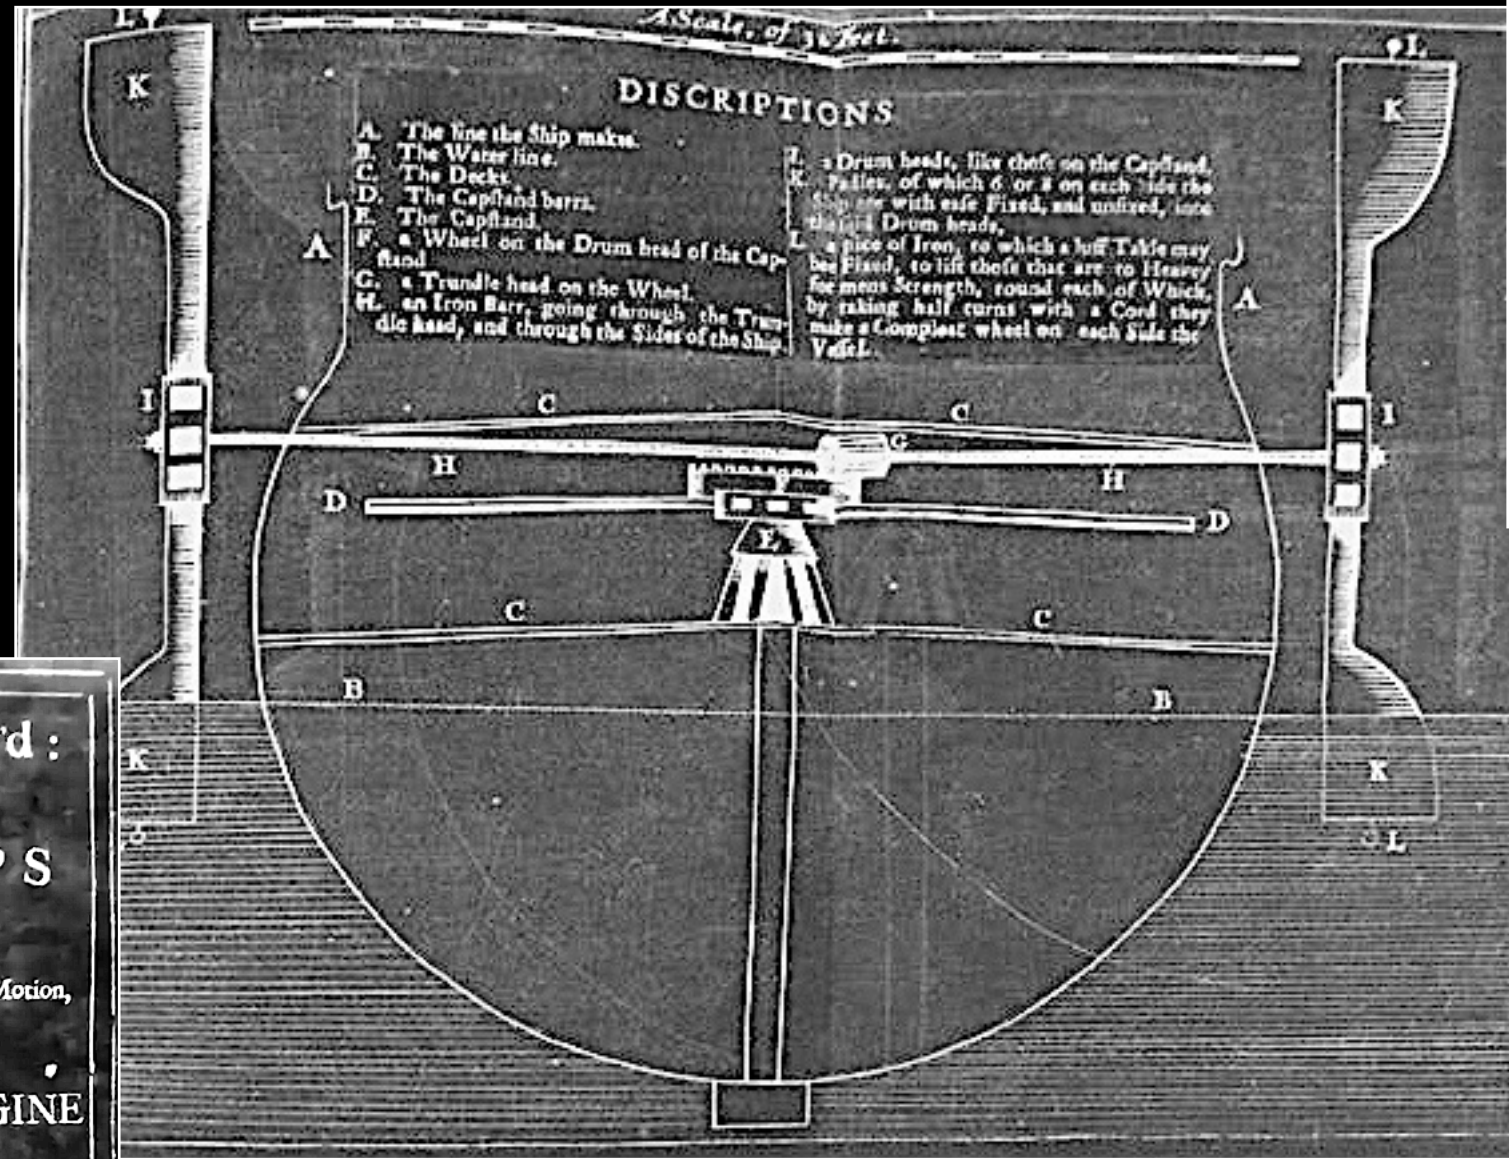 L
A Scale, of 32 feet.
L
K
K
DISCRIPTIONS
A. The line the Ship makes.
B. The Water line.
C. The Decks.
D. The Capſtand barrs.
E. The Capſtand.
F. a Wheel on the Drum head of the Cap-
ſtand
G. a Trundle head on the Wheel.
H. an Iron Barr, going through the Trun-
dle head, and through the Sides of the Ship.
I. 2 Drum heads, like thoſe on the Capſtand.
K. Padles, of which 6 or 8 on each Side the
Ship are with eaſe Fixed, and unfixed, into
the ſaid Drum heads,
L. a pice of Iron, to which a luff Takle may
bee Fixed, to lift thoſe that are to Heavey
for mens Strength, round each of Which,
by taking half turns with a Cord they
make a Compleat wheel on each Side the
Veſſel.
A
A
I
C
C
I
G
H
H
D
D
E
C
C
B
B
K
K
L
'd :
S
Motion,
GINE